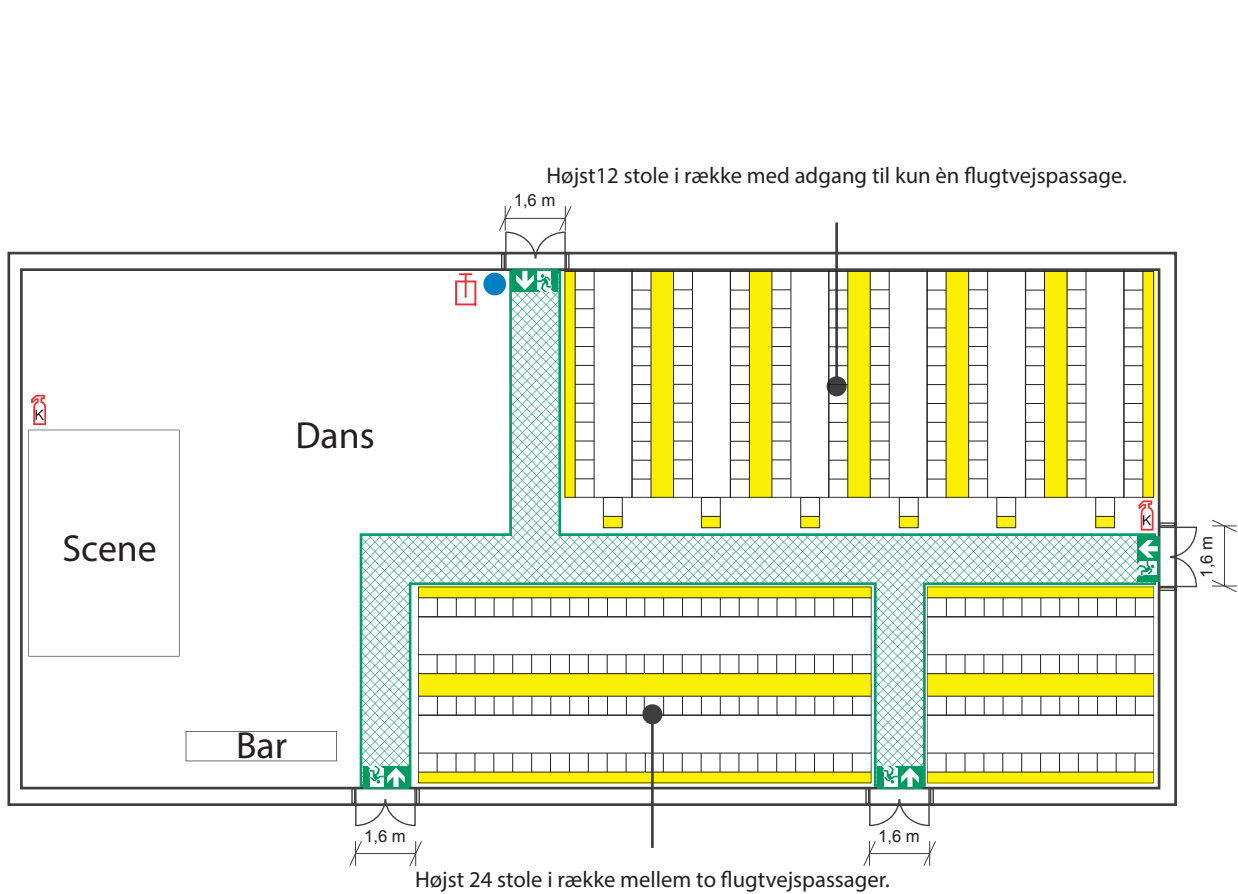 Højst12 stole i række med adgang til kun èn flugtvejspassage.
1,6 m
Dans
K
Scene
K
1,6 m
Bar
1,6 m
1,6 m
Højst 24 stole i række mellem to flugtvejspassager.